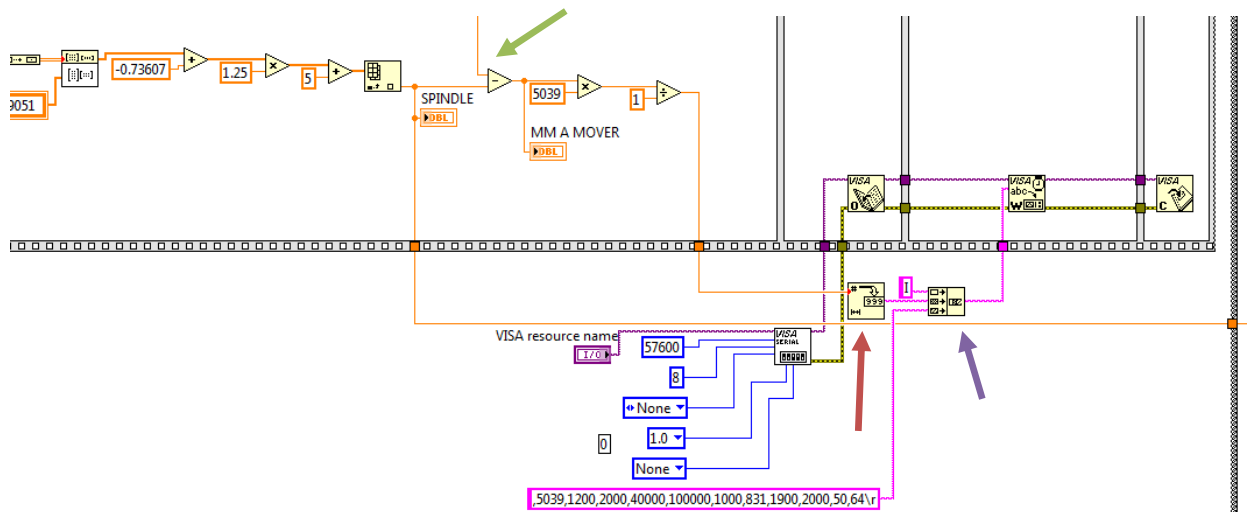 -0.73607
1.25
5
9051
SPINDLE
DBL
5039
1
MM A MOVER
DBL
VISA
O
VISA
abc
W
VISA
C
#
999
I
VISA resource name
I/O
57600
VISA
SERIAL
8
None
0
1.0
None
,5039,1200,2000,40000,100000,1000,831,1900,2000,50,64\r